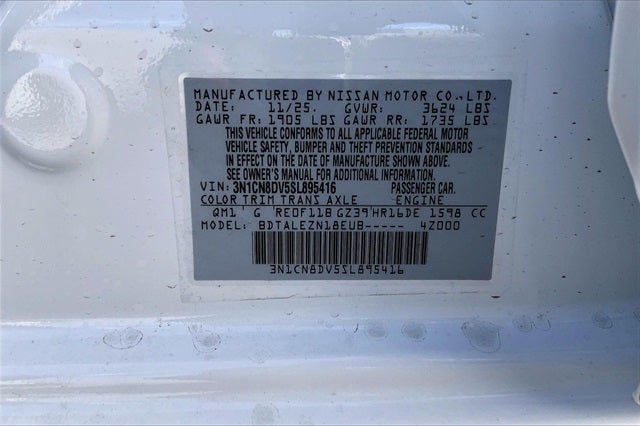 MANUFACTURED BY NISSAN MOTOR CO.,LTD.
DATE: 11/25. GVWR: 3624 LBS
GAWR FR: 1905 LBS GAWR RR: 1735 LBS
THIS VEHICLE CONFORMS TO ALL APPLICABLE FEDERAL MOTOR
VEHICLE SAFETY, BUMPER AND THEFT PREVENTION STANDARDS
IN EFFECT ON THE DATE OF MANUFACTURE SHOWN ABOVE.
SEE OWNER'S MANUAL FOR ADDITIONAL INFORMATION.
VIN: 3N1CN8DV5SL895416 PASSENGER CAR.
COLOR TRIM TRANS AXLE ENGINE
QM1 G RE0F11B GZ39 HR16DE 1598 CC
MODEL: BDTALEZN18EUB----- 4Z000
3N1CN8DV5SL895416